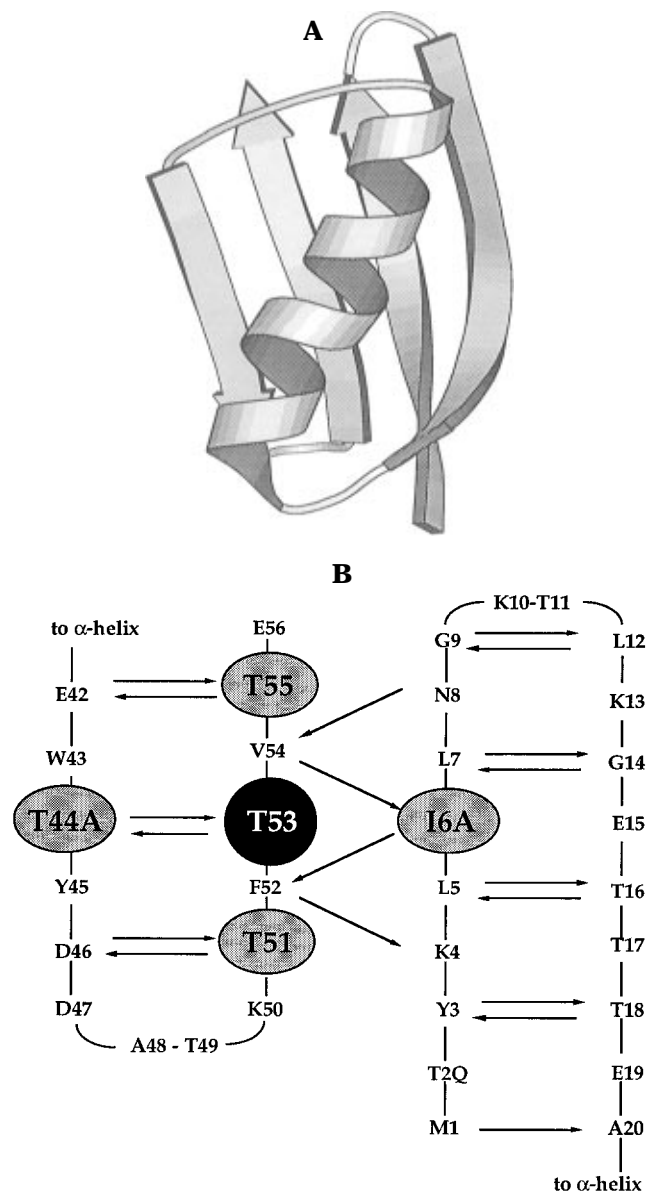 A
B
K10-T11
to α-helix
E56
G9
L12
T55
E42
N8
K13
V54
W43
L7
G14
T44A
T53
I6A
E15
Y45
F52
L5
T16
T51
D46
K4
T17
D47
K50
Y3
T18
A48 - T49
T2Q
E19
M1
A20
to α-helix